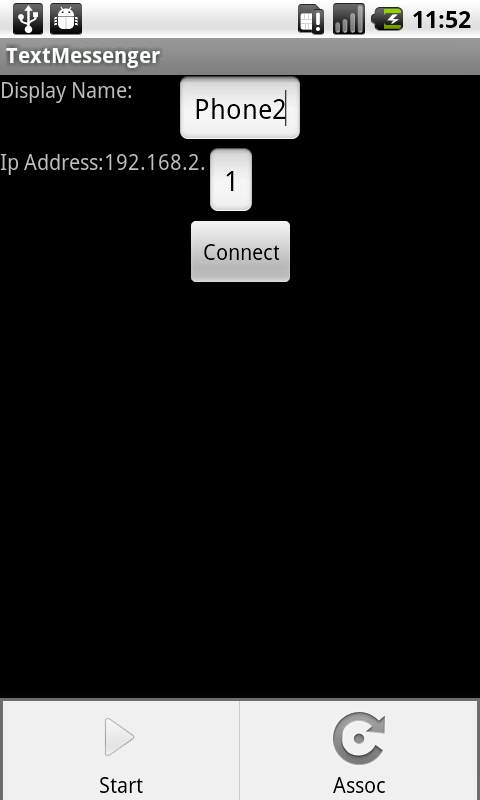 11:52
TextMessenger
Display Name: Phone2
Ip Address:192.168.2. 1
Connect
Start Assoc